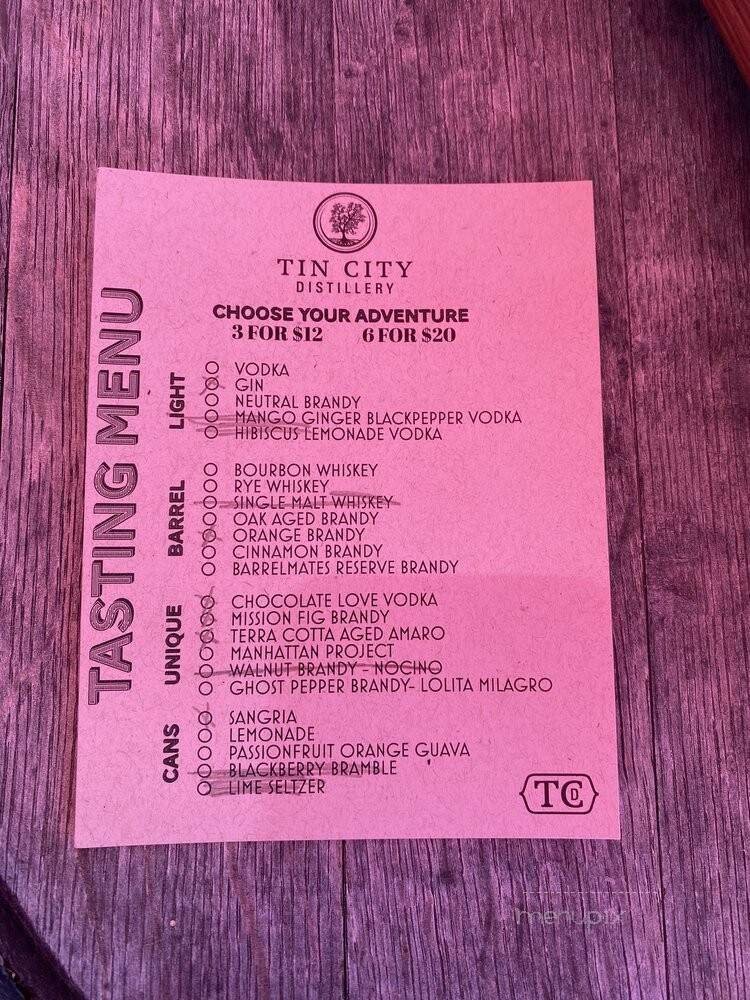 TIN CITY
DISTILLERY
CHOOSE YOUR ADVENTURE
3 FOR $12 6 FOR $20
TASTING MENU
LIGHT
VODKA
GIN
NEUTRAL BRANDY
MANGO GINGER BLACKPEPPER VODKA
HIBISCUS LEMONADE VODKA
BARREL
BOURBON WHISKEY
RYE WHISKEY
SINGLE MALT WHISKEY
OAK AGED BRANDY
ORANGE BRANDY
CINNAMON BRANDY
BARRELMATES RESERVE BRANDY
UNIQUE
CHOCOLATE LOVE VODKA
MISSION FIG BRANDY
TERRA COTTA AGED AMARO
MANHATTAN PROJECT
WALNUT BRANDY - NOCINO
GHOST PEPPER BRANDY- LOLITA MILAGRO
CANS
SANGRIA
LEMONADE
PASSIONFRUIT ORANGE GUAVA
BLACKBERRY BRAMBLE
LIME SELTZER
TCD
menupix